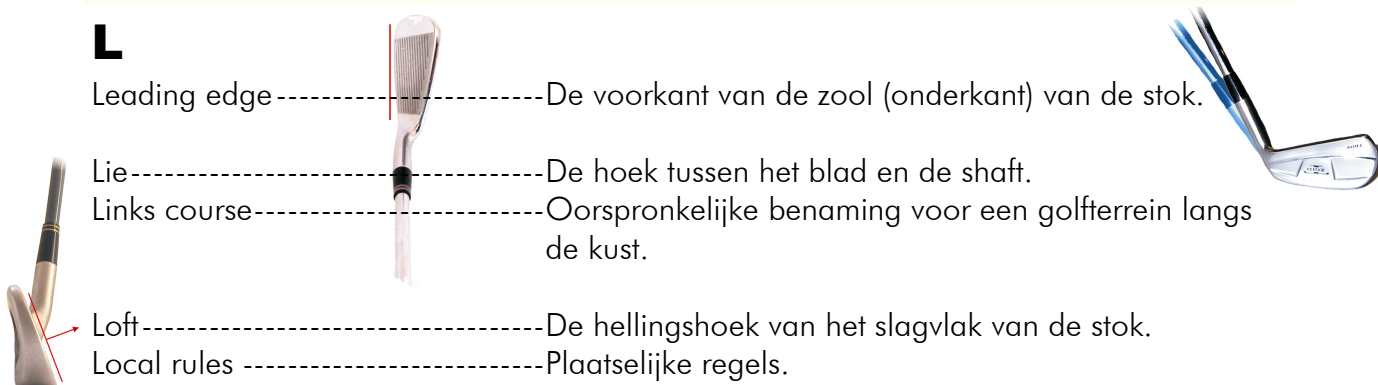 L
Leading edge------------------------De voorkant van de zool (onderkant) van de stok.
Lie-------------------------------------De hoek tussen het blad en de shaft.
Links course--------------------------Oorspronkelijke benaming voor een golfterrein langs
de kust.
Loft------------------------------------De hellingshoek van het slagvlak van de stok.
Local rules ---------------------------Plaatselijke regels.